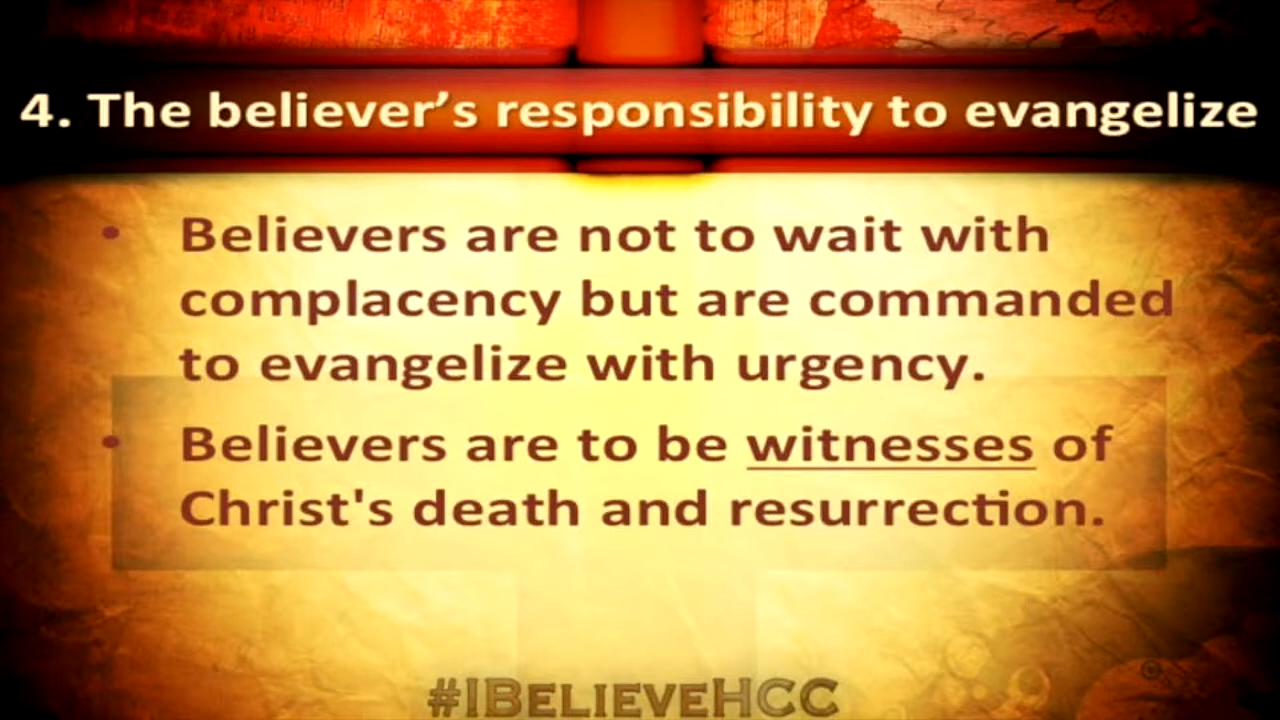 4. The believer’s responsibility to evangelize
• Believers are not to wait with
complacency but are commanded
to evangelize with urgency.
• Believers are to be witnesses of
Christ's death and resurrection.
#IBELIEVEHCC